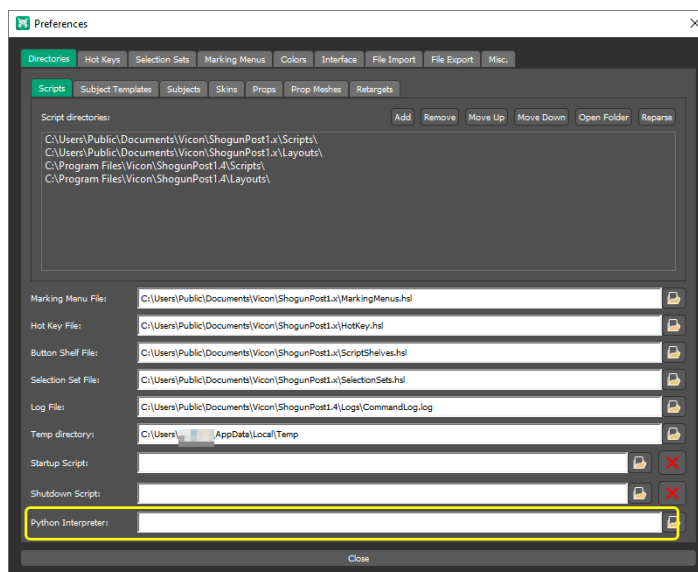 Preferences
Directories Hot Keys Selection Sets Marking Menus Colors Interface File Import File Export Misc.
Scripts Subject Templates Subjects Skins Props Prop Meshes Retargets
Script directories: Add Remove Move Up Move Down Open Folder Reparse
C:\Users\Public\Documents\Vicon\ShogunPost1.x\Scripts\
C:\Users\Public\Documents\Vicon\ShogunPost1.x\Layouts\
C:\Program Files\Vicon\ShogunPost1.4\Scripts\
C:\Program Files\Vicon\ShogunPost1.4\Layouts\
Marking Menu File: C:\Users\Public\Documents\Vicon\ShogunPost1.x\MarkingMenus.hsl
Hot Key File: C:\Users\Public\Documents\Vicon\ShogunPost1.x\HotKey.hsl
Button Shelf File: C:\Users\Public\Documents\Vicon\ShogunPost1.x\ScriptShelves.hsl
Selection Set File: C:\Users\Public\Documents\Vicon\ShogunPost1.x\SelectionSets.hsl
Log File: C:\Users\Public\Documents\Vicon\ShogunPost1.4\Logs\CommandLog.log
Temp directory: C:\Users\ AppData\Local\Temp
Startup Script:
Shutdown Script:
Python Interpreter:
Close